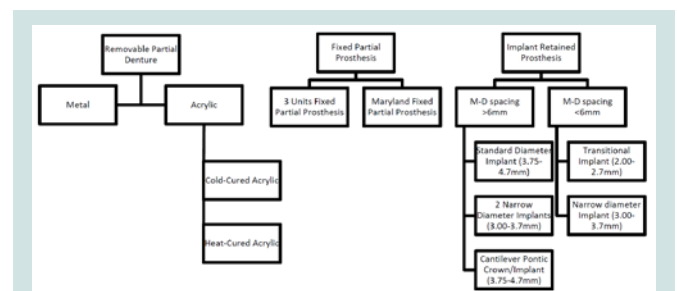 Removable Partial
Denture
Metal
Acrylic
Cold-Cured Acrylic
Heat-Cured Acrylic
Fixed Partial
Prosthesis
3 Units Fixed
Partial Prosthesis
Maryland Fixed
Partial Prosthesis
Implant Retained
Prosthesis
M-D spacing
>6mm
M-D spacing
<6mm
Standard Diameter
Implant (3.75-
4.7mm)
2 Narrow
Diameter Implants
(3.00-3.7mm)
Cantilever Pontic
Crown/Implant
(3.75-4.7mm)
Transitional
Implant (2.00-
2.7mm)
Narrow diameter
Implant (3.00-
3.7mm)